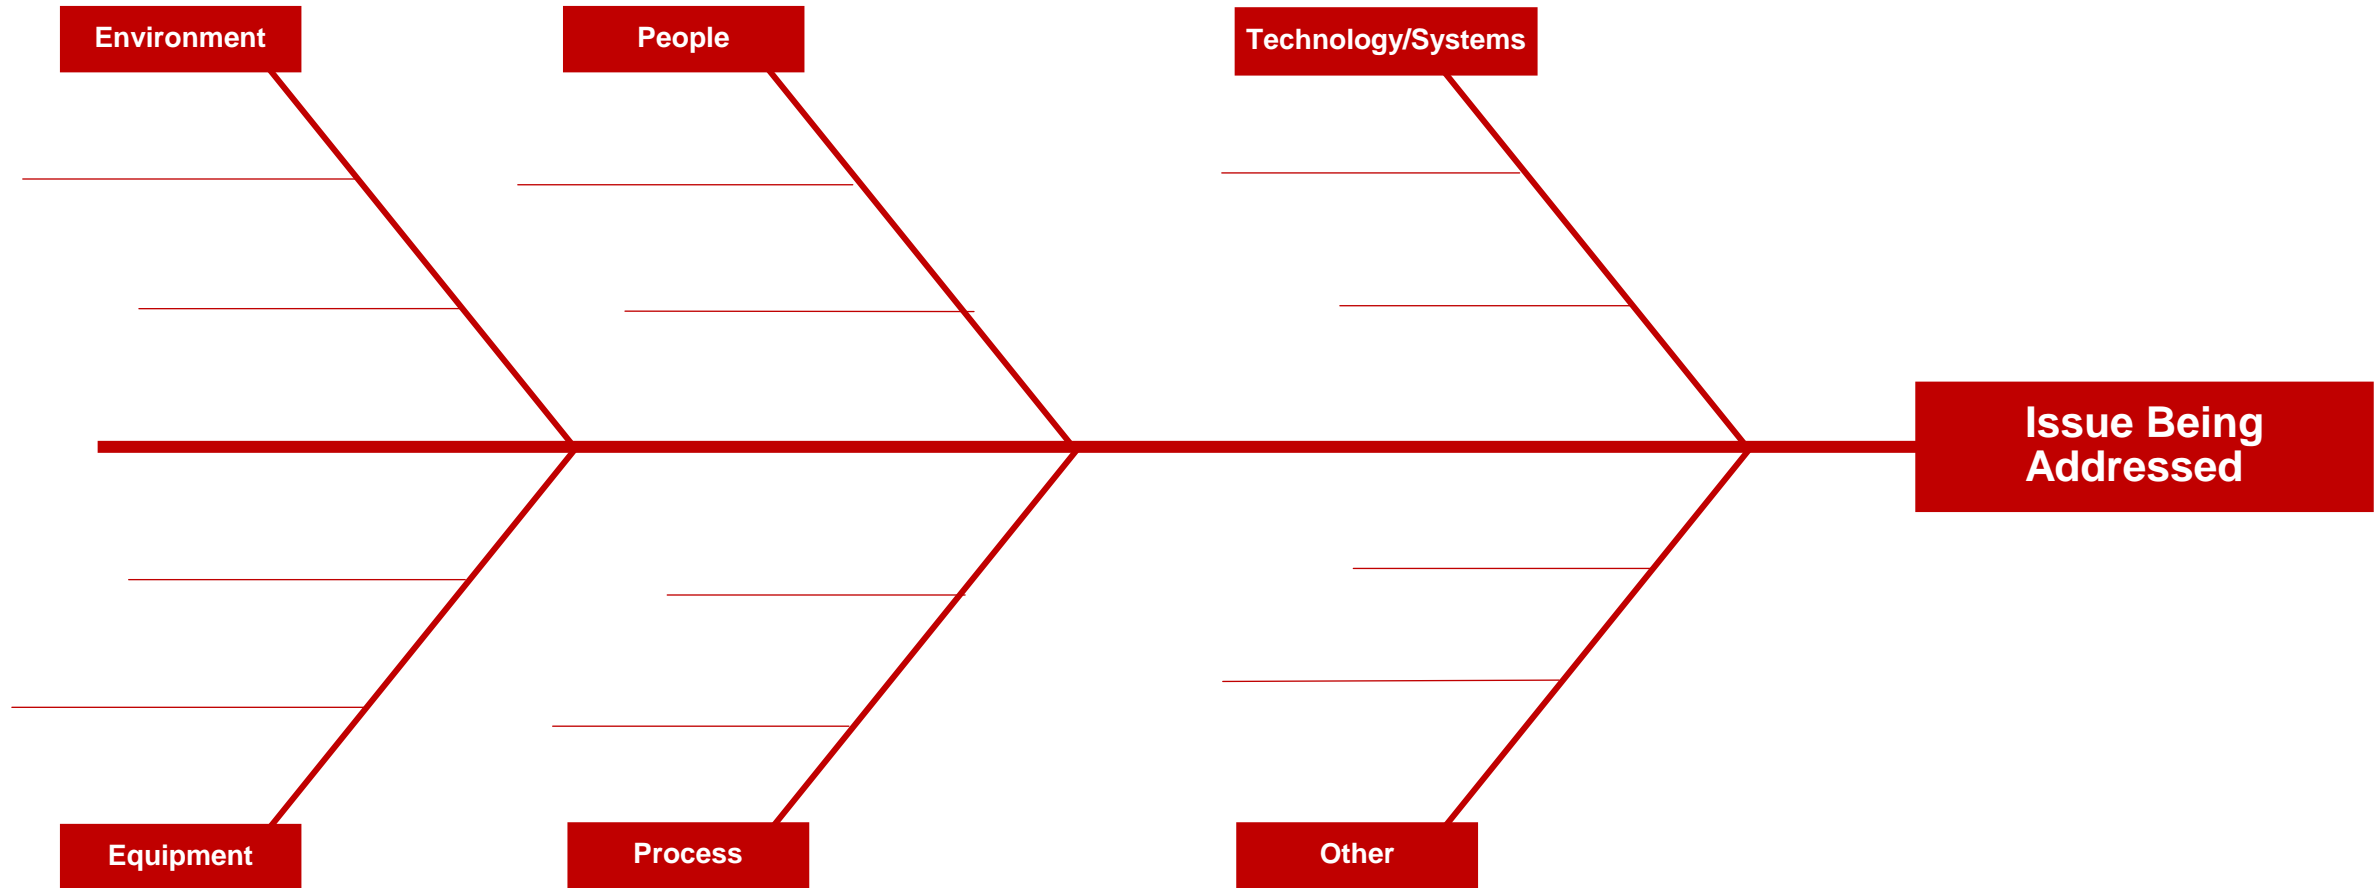 Environment
People
Technology/Systems
Issue Being
Addressed
Equipment
Process
Other